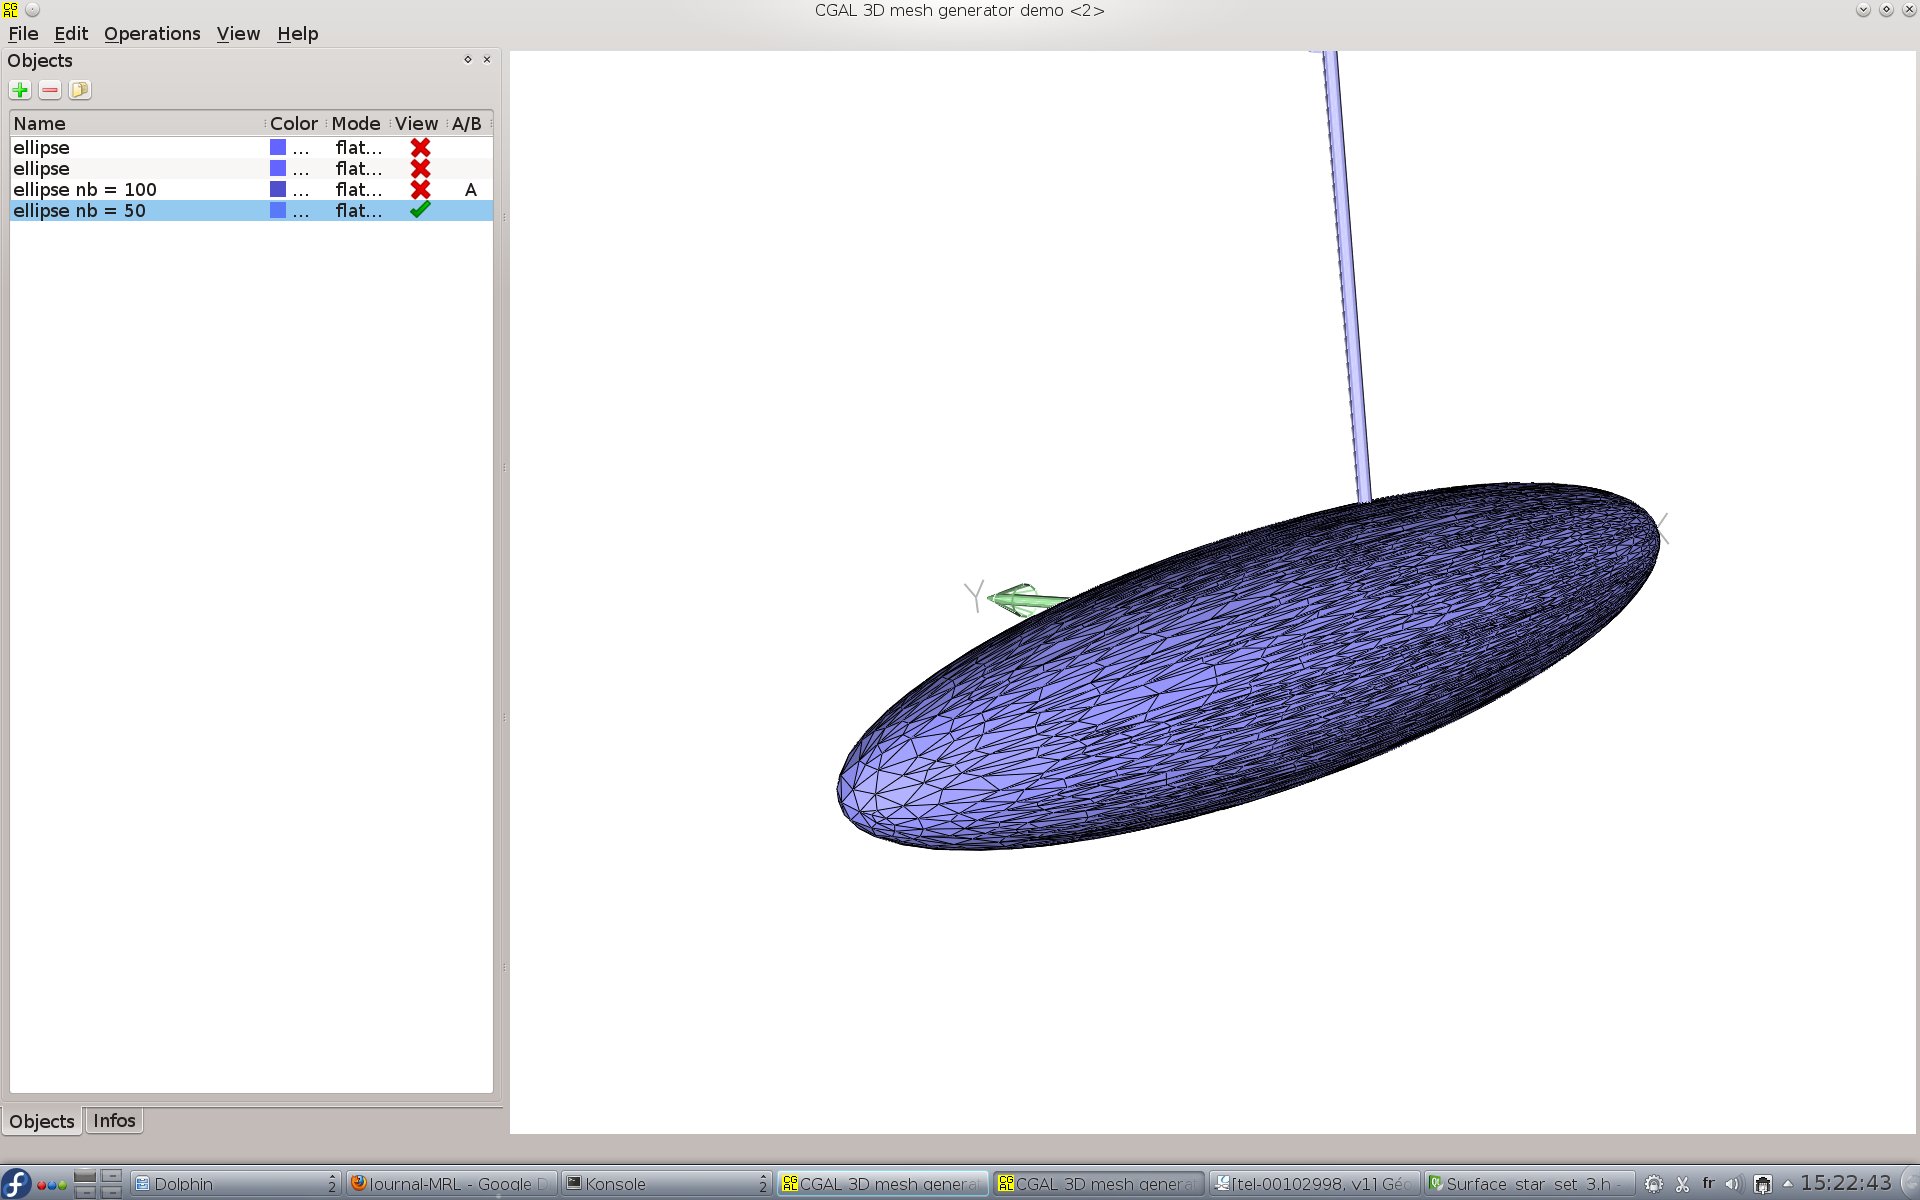 CGAL 3D mesh generator demo <2>
File Edit Operations View Help
Objects
Name Color Mode View A/B
ellipse ... flat...
ellipse ... flat...
ellipse nb = 100 ... flat... A
ellipse nb = 50 ... flat...
X
Y
Objects Infos
Dolphin 2 Journal-MRL - Google D Konsole 2 CGAL 3D mesh genera CGAL 3D mesh genera [tel-00102998, v1] Géo Surface_star_set_3.h - fr 15:22:43